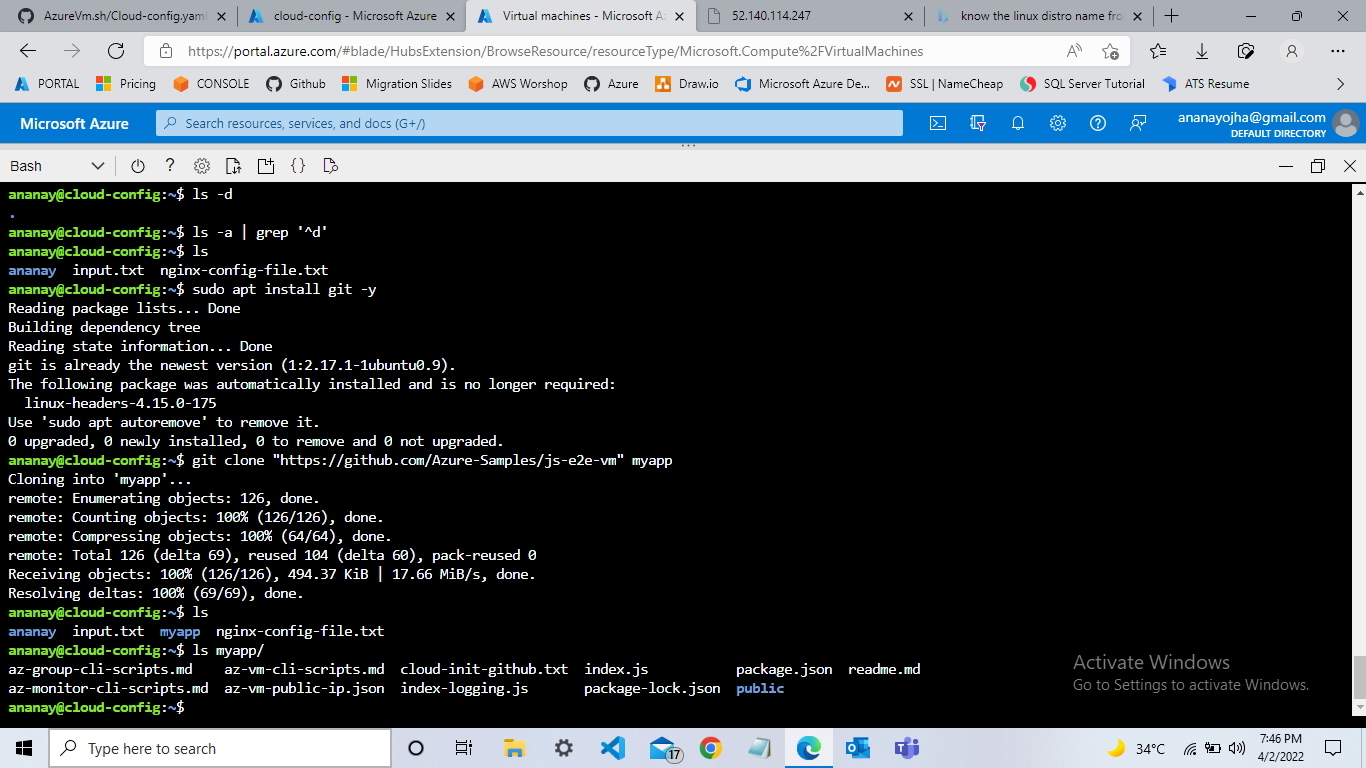 AzureVm.sh/Cloud-config.yaml
cloud-config - Microsoft Azure
Virtual machines - Microsoft Az
52.140.114.247
know the linux distro name fro
https://portal.azure.com/#blade/HubsExtension/BrowseResource/resourceType/Microsoft.Compute%2FVirtualMachines
PORTAL Pricing CONSOLE Github Migration Slides AWS Worshop Azure Draw.io Microsoft Azure De... SSL | NameCheap SQL Server Tutorial ATS Resume
Microsoft Azure
Search resources, services, and docs (G+/)
ananayojha@gmail.com
DEFAULT DIRECTORY
Bash
ananay@cloud-config:~$ ls -d
.
ananay@cloud-config:~$ ls -a | grep '^d'
ananay@cloud-config:~$ ls
ananay  input.txt  nginx-config-file.txt
ananay@cloud-config:~$ sudo apt install git -y
Reading package lists... Done
Building dependency tree
Reading state information... Done
git is already the newest version (1:2.17.1-1ubuntu0.9).
The following package was automatically installed and is no longer required:
  linux-headers-4.15.0-175
Use 'sudo apt autoremove' to remove it.
0 upgraded, 0 newly installed, 0 to remove and 0 not upgraded.
ananay@cloud-config:~$ git clone "https://github.com/Azure-Samples/js-e2e-vm" myapp
Cloning into 'myapp'...
remote: Enumerating objects: 126, done.
remote: Counting objects: 100% (126/126), done.
remote: Compressing objects: 100% (64/64), done.
remote: Total 126 (delta 69), reused 104 (delta 60), pack-reused 0
Receiving objects: 100% (126/126), 494.37 KiB | 17.66 MiB/s, done.
Resolving deltas: 100% (69/69), done.
ananay@cloud-config:~$ ls
ananay  input.txt  myapp  nginx-config-file.txt
ananay@cloud-config:~$ ls myapp/
az-group-cli-scripts.md    az-vm-cli-scripts.md  cloud-init-github.txt  index.js           package.json  readme.md
az-monitor-cli-scripts.md  az-vm-public-ip.json  index-logging.js       package-lock.json  public
ananay@cloud-config:~$
Activate Windows
Go to Settings to activate Windows.
Type here to search
17
34°C
7:46 PM
4/2/2022